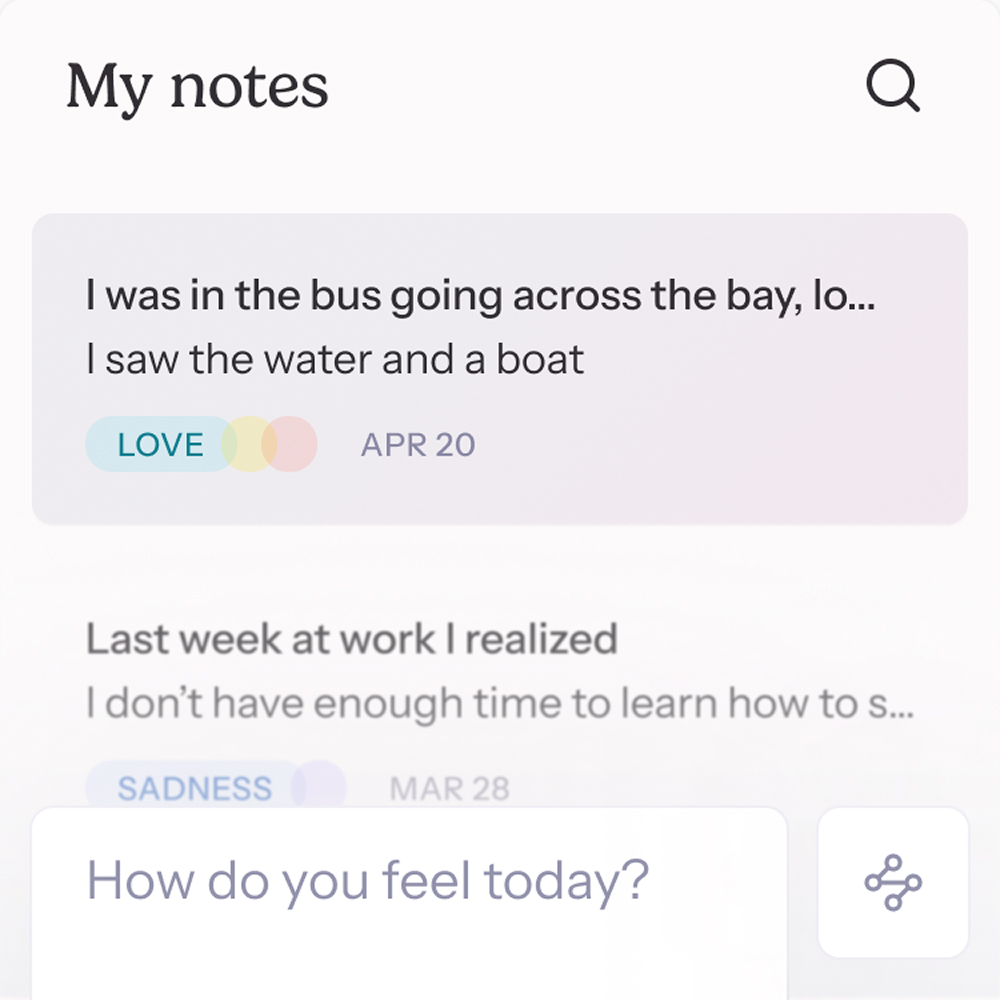 My notes
I was in the bus going across the bay, lo...
I saw the water and a boat
LOVE APR 20
Last week at work I realized
I don’t have enough time to learn how to s...
SADNESS MAR 28
How do you feel today?